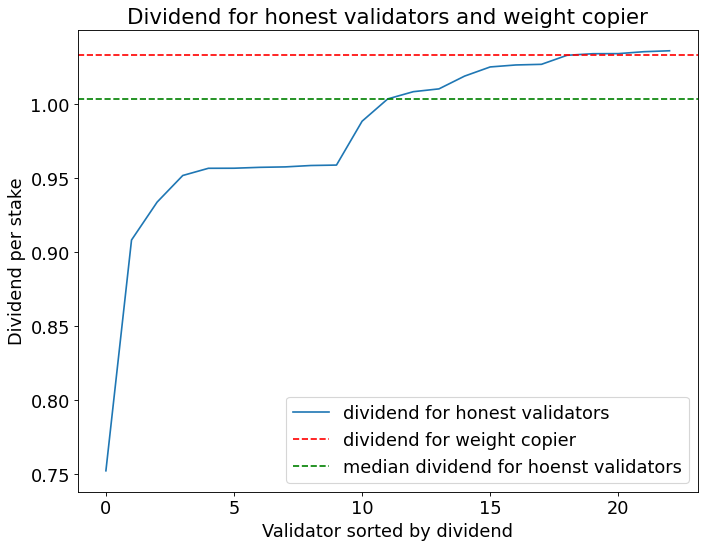 Dividend for honest validators and weight copier
Dividend per stake
1.00
0.95
0.90
0.85
0.80
0.75
dividend for honest validators
dividend for weight copier
median dividend for hoenst validators
0 5 10 15 20
Validator sorted by dividend